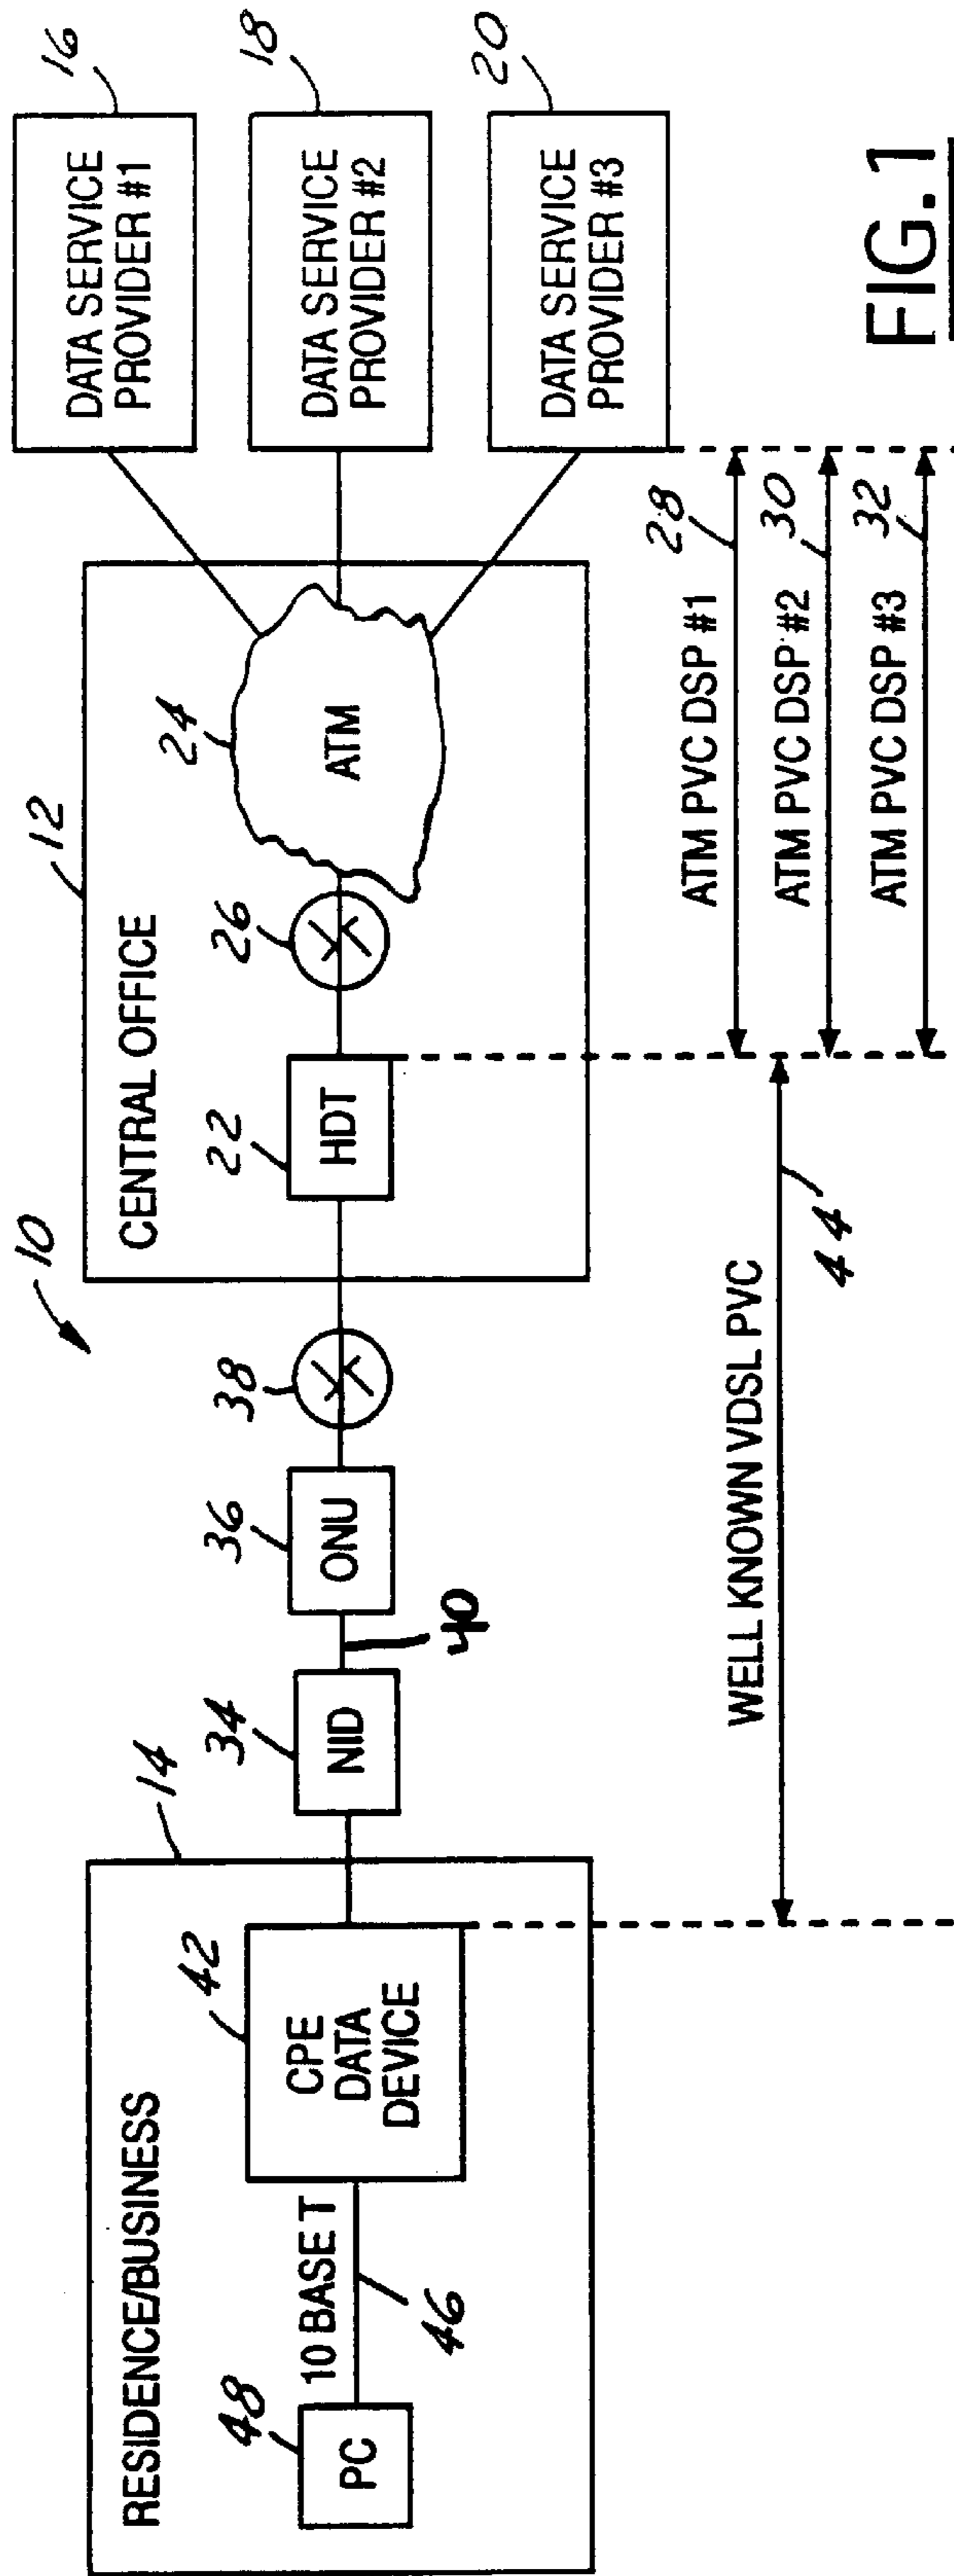 10
16
DATA SERVICE
PROVIDER #1
18
DATA SERVICE
PROVIDER #2
20
DATA SERVICE
PROVIDER #3
12
CENTRAL OFFICE
24
ATM
26
22
HDT
38
36
ONU
40
34
NID
14
RESIDENCE/BUSINESS
42
CPE
DATA
DEVICE
10 BASE T
46
48
PC
ATM PVC DSP #1
28
ATM PVC DSP #2
30
ATM PVC DSP #3
32
WELL KNOWN VDSL PVC
44
FIG.1